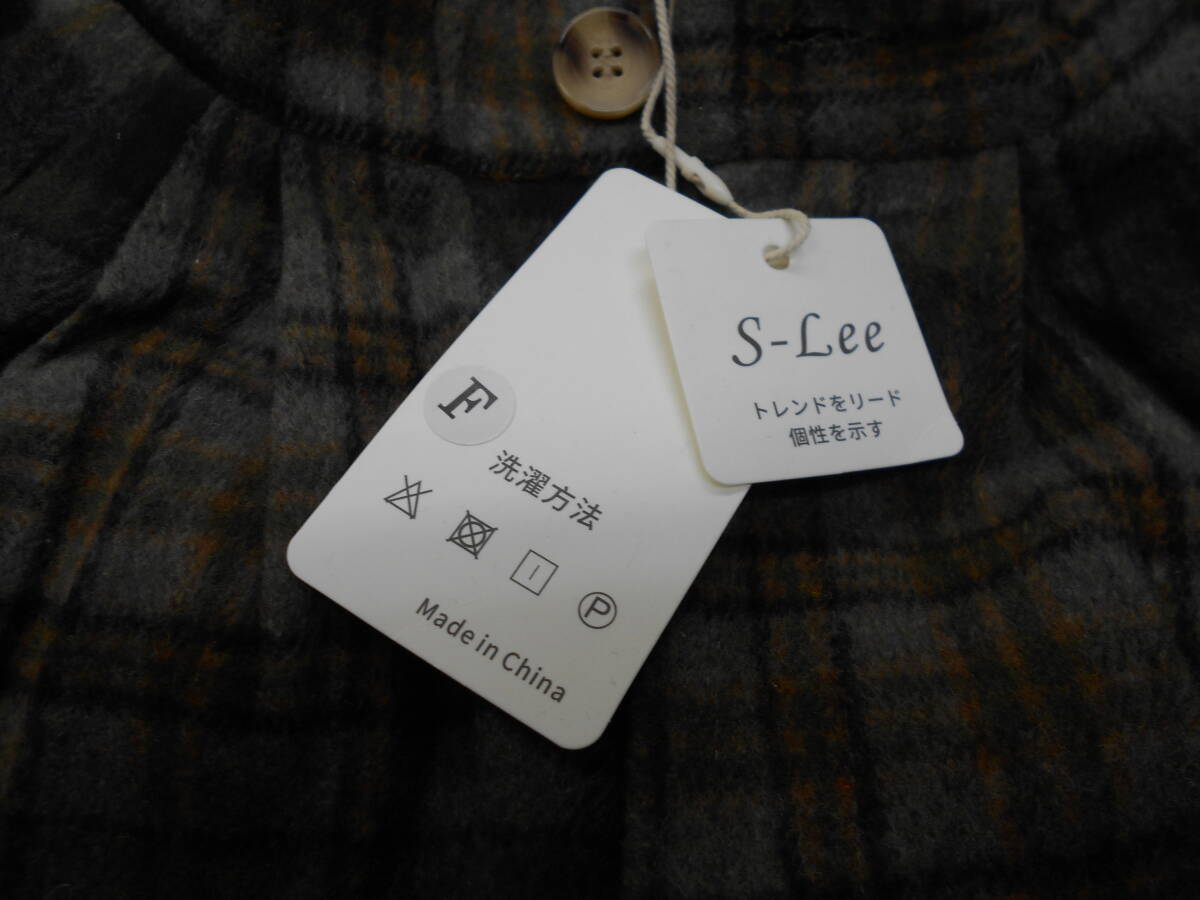 S-Lee
トレンドをリード
個性を示す
F
洗濯方法
P
Made in China